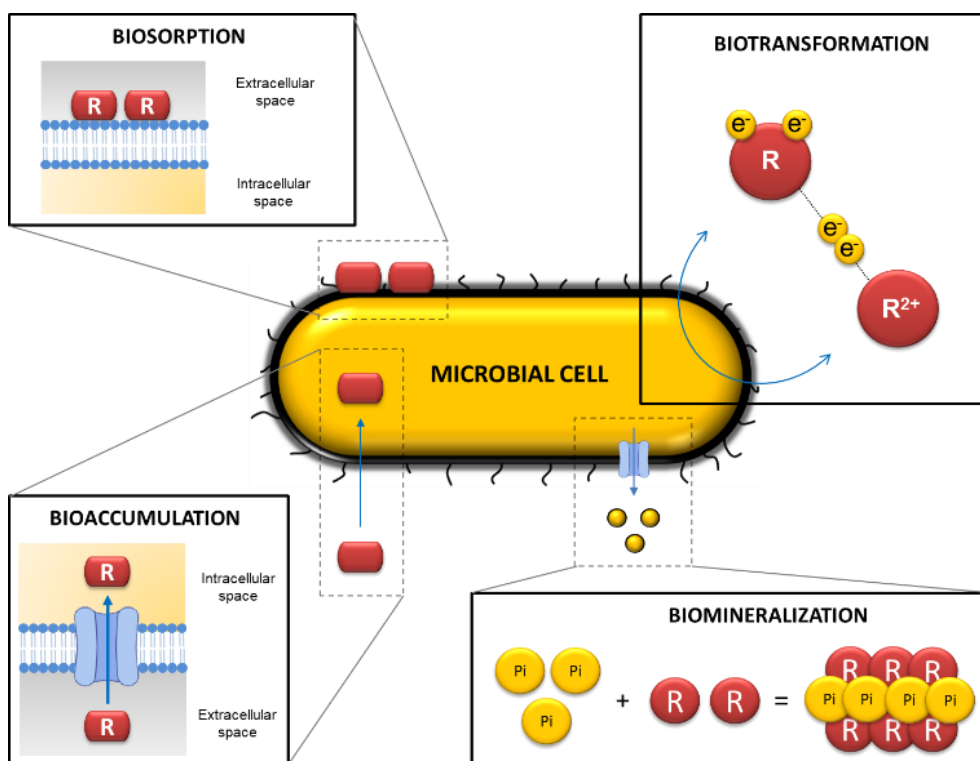 BIOSORPTION
Extracellular
space
R R
Intracellular
space
BIOTRANSFORMATION
e⁻ e⁻
R
e⁻
e⁻
R²⁺
MICROBIAL CELL
BIOACCUMULATION
R
Intracellular
space
Extracellular
space
R
BIOMINERALIZATION
Pi Pi
Pi
+ R R =
R R R
Pi Pi Pi Pi
R R R